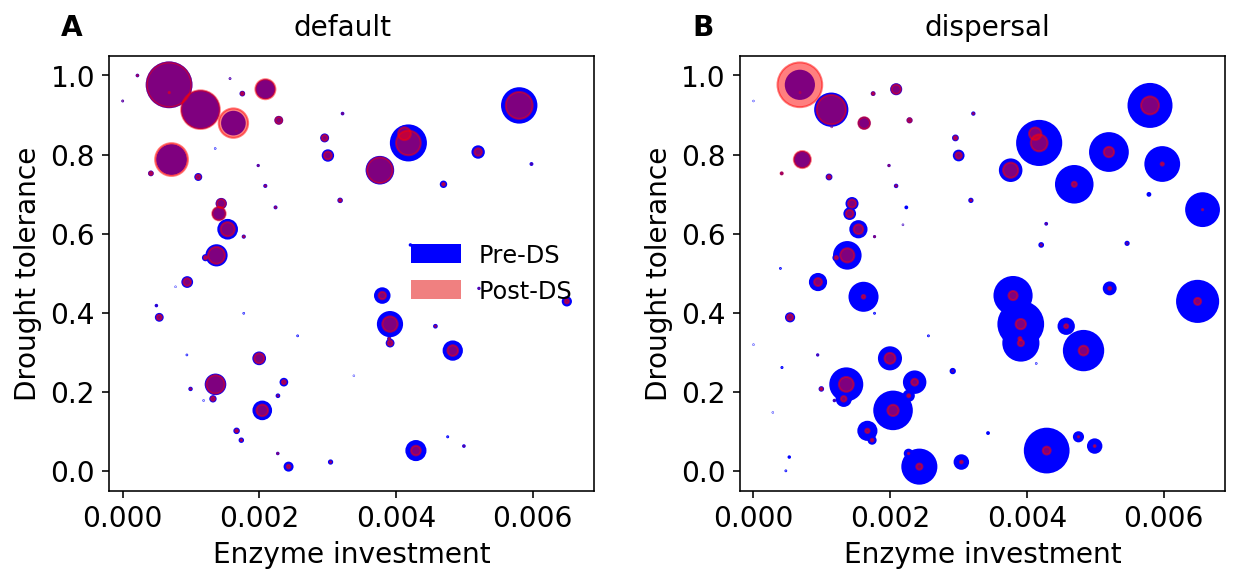 A default
B dispersal
Drought tolerance
1.0
0.8
0.6
0.4
0.2
0.0
0.000 0.002 0.004 0.006
Enzyme investment
Pre-DS
Post-DS
Drought tolerance
1.0
0.8
0.6
0.4
0.2
0.0
0.000 0.002 0.004 0.006
Enzyme investment